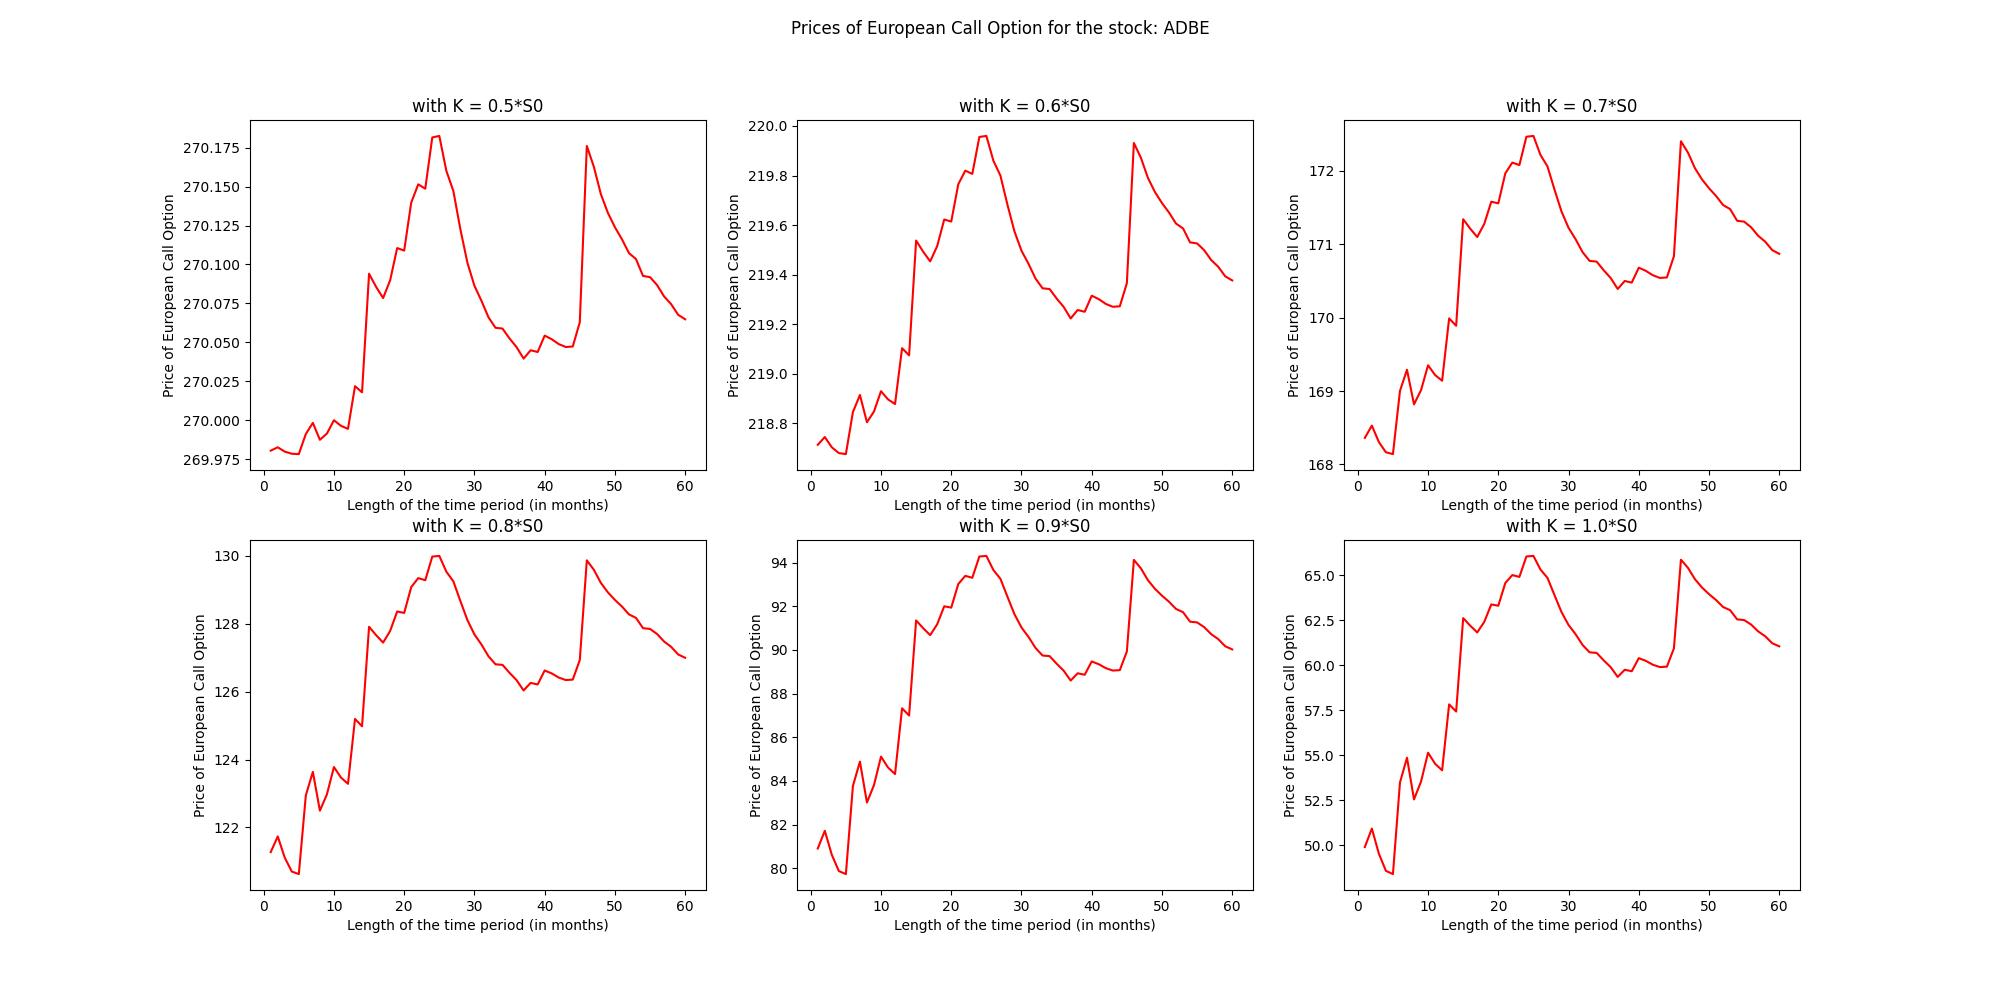 Prices of European Call Option for the stock: ADBE
with K = 0.5*S0
Price of European Call Option
270.175
270.150
270.125
270.100
270.075
270.050
270.025
270.000
269.975
0 10 20 30 40 50 60
Length of the time period (in months)
with K = 0.6*S0
Price of European Call Option
220.0
219.8
219.6
219.4
219.2
219.0
218.8
0 10 20 30 40 50 60
Length of the time period (in months)
with K = 0.7*S0
Price of European Call Option
172
171
170
169
168
0 10 20 30 40 50 60
Length of the time period (in months)
with K = 0.8*S0
Price of European Call Option
130
128
126
124
122
0 10 20 30 40 50 60
Length of the time period (in months)
with K = 0.9*S0
Price of European Call Option
94
92
90
88
86
84
82
80
0 10 20 30 40 50 60
Length of the time period (in months)
with K = 1.0*S0
Price of European Call Option
65.0
62.5
60.0
57.5
55.0
52.5
50.0
0 10 20 30 40 50 60
Length of the time period (in months)